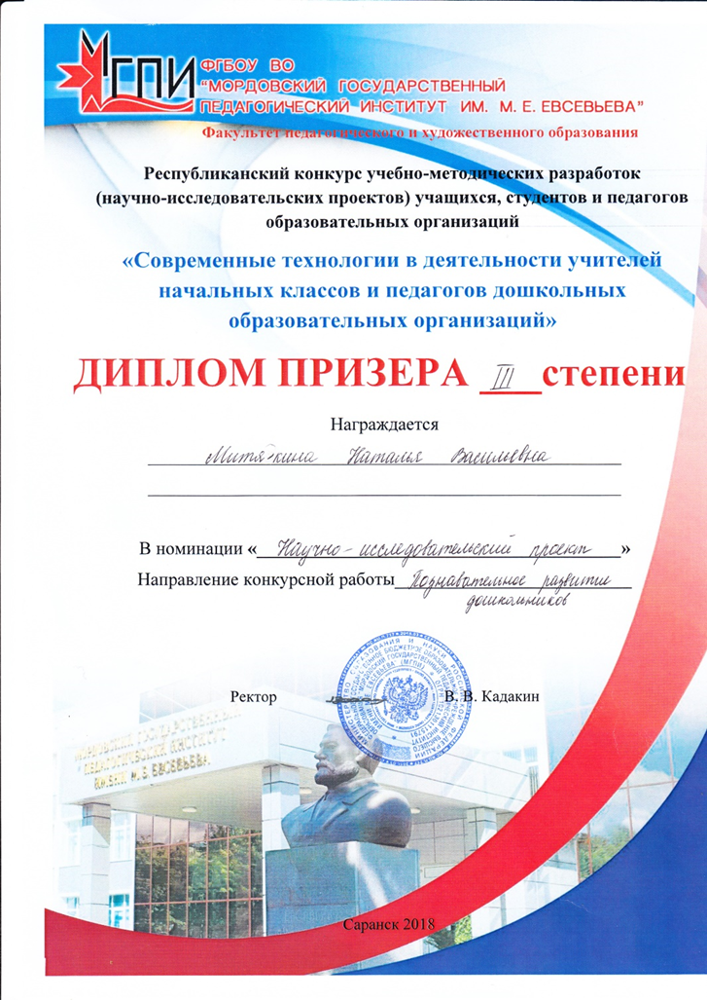 МГПИ
ФГБОУ ВО
"МОРДОВСКИЙ ГОСУДАРСТВЕННЫЙ
ПЕДАГОГИЧЕСКИЙ ИНСТИТУТ ИМ. М. Е. ЕВСЕВЬЕВА"
Факультет педагогического и художественного образования
Республиканский конкурс учебно-методических разработок
(научно-исследовательских проектов) учащихся, студентов и педагогов
образовательных организаций
«Современные технологии в деятельности учителей
начальных классов и педагогов дошкольных
образовательных организаций»
ДИПЛОМ ПРИЗЕРА III степени
Награждается
Митякина Наталья Васильевна
В номинации « Научно-исследовательский проект »
Направление конкурсной работы Познавательное развитие
дошкольников
Ректор В. В. Кадакин
МОРДОВСКИЙ ГОСУДАРСТВЕННЫЙ
ПЕДАГОГИЧЕСКИЙ ИНСТИТУТ
ИМЕНИ М.Е. ЕВСЕВЬЕВА
Саранск 2018